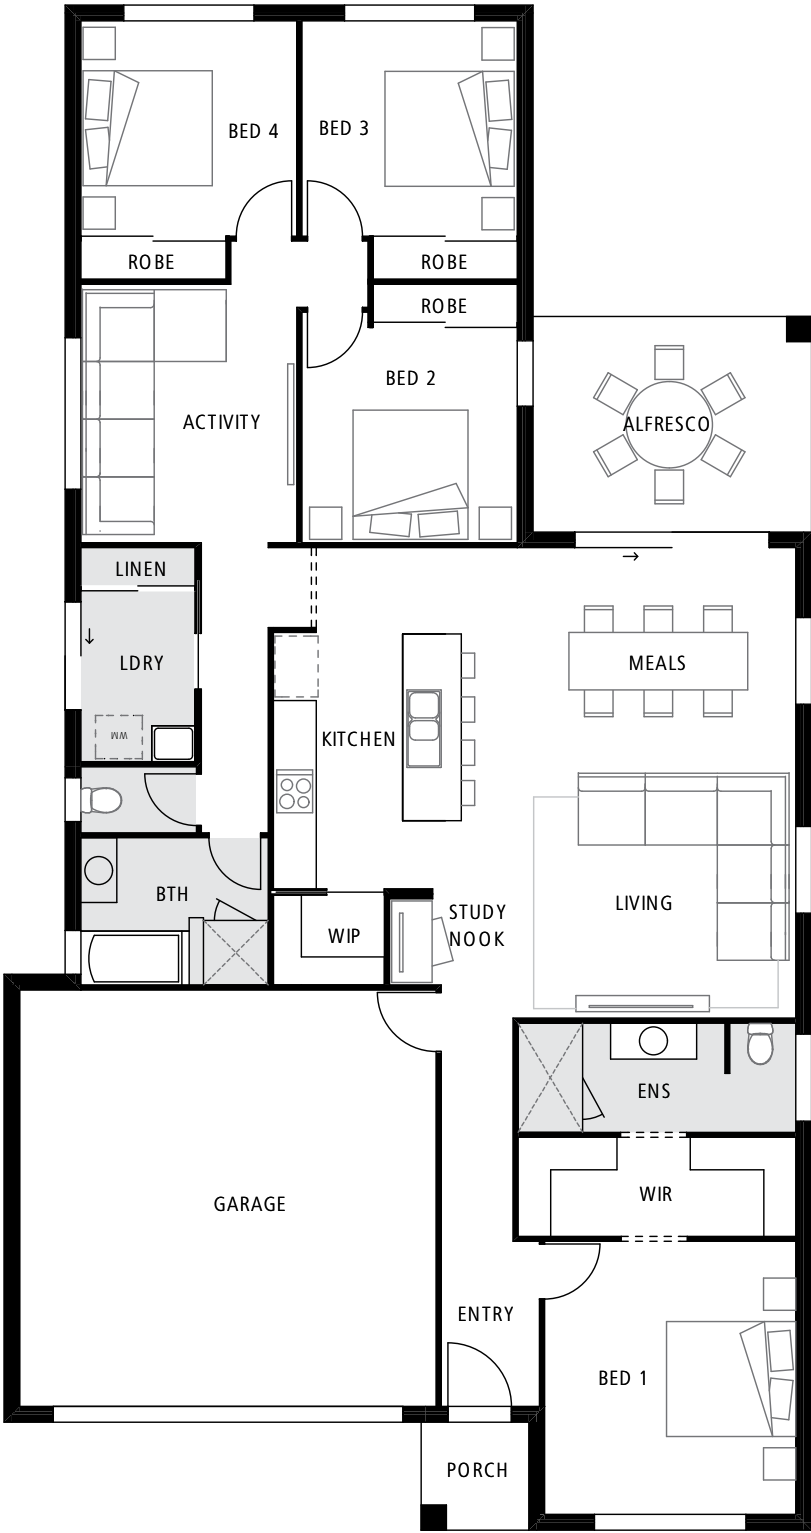 BED 4
BED 3
ROBE
ROBE
ROBE
BED 2
ACTIVITY
ALFRESCO
LINEN
LDRY
MEALS
WM
KITCHEN
BTH
LIVING
STUDY
NOOK
WIP
ENS
WIR
GARAGE
ENTRY
BED 1
PORCH